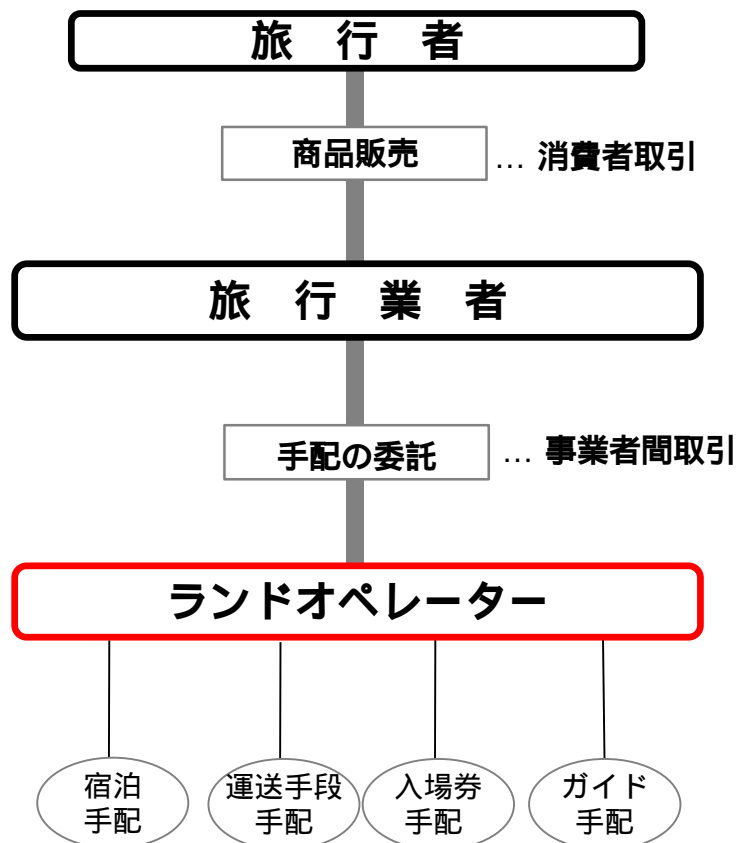 旅 行 者
商品販売 … 消費者取引
旅 行 業 者
手配の委託 … 事業者間取引
ランドオペレーター
宿泊
手配
運送手段
手配
入場券
手配
ガイド
手配